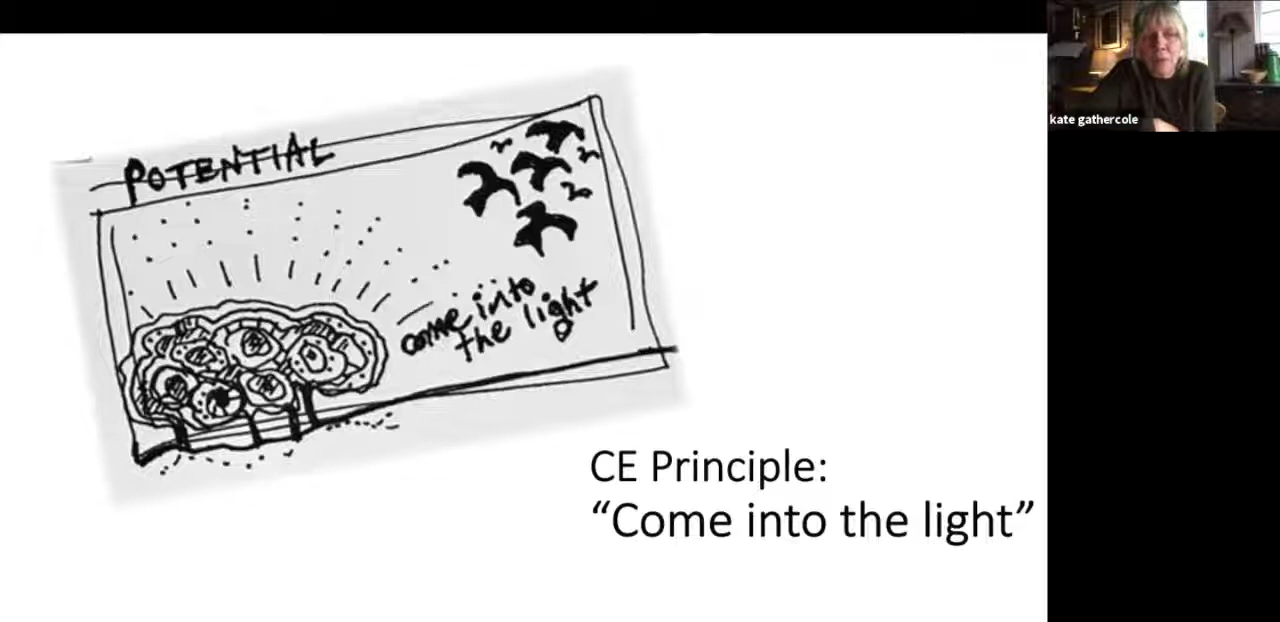 POTENTIAL
come into
the light
CE Principle:
“Come into the light”
kate gathercole